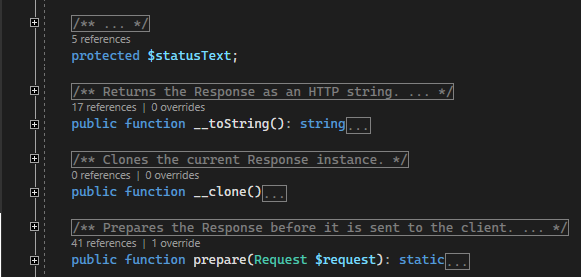 /** ... */
5 references
protected $statusText;
/** Returns the Response as an HTTP string. ... */
17 references | 0 overrides
public function __toString(): string...
/** Clones the current Response instance. */
0 references | 0 overrides
public function __clone()...
/** Prepares the Response before it is sent to the client. ... */
41 references | 1 override
public function prepare(Request $request): static...